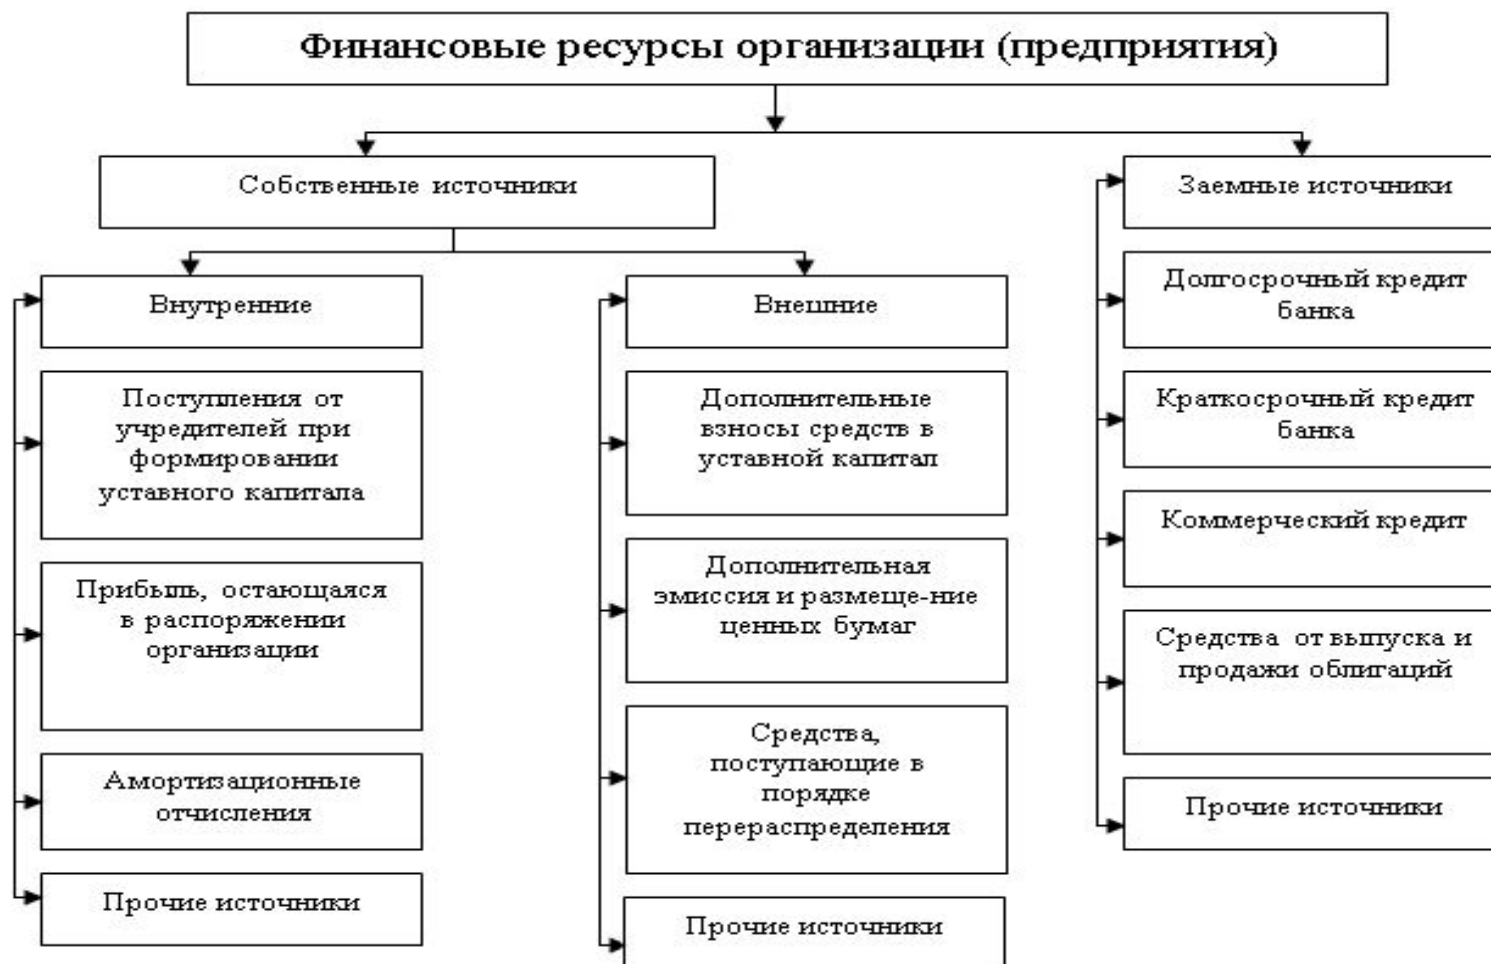 Финансовые ресурсы организации (предприятия)
Собственные источники
Заемные источники
Внутренние
Поступления от
учредителей при
формировании
уставного капитала
Прибыль, остающаяся
в распоряжении
организации
Амортизационные
отчисления
Прочие источники
Внешние
Дополнительные
взносы средств в
уставной капитал
Дополнительная
эмиссия и размеще-ние
ценных бумаг
Средства,
поступающие в
порядке
перераспределения
Прочие источники
Долгосрочный кредит
банка
Краткосрочный кредит
банка
Коммерческий кредит
Средства от выпуска и
продажи облигаций
Прочие источники